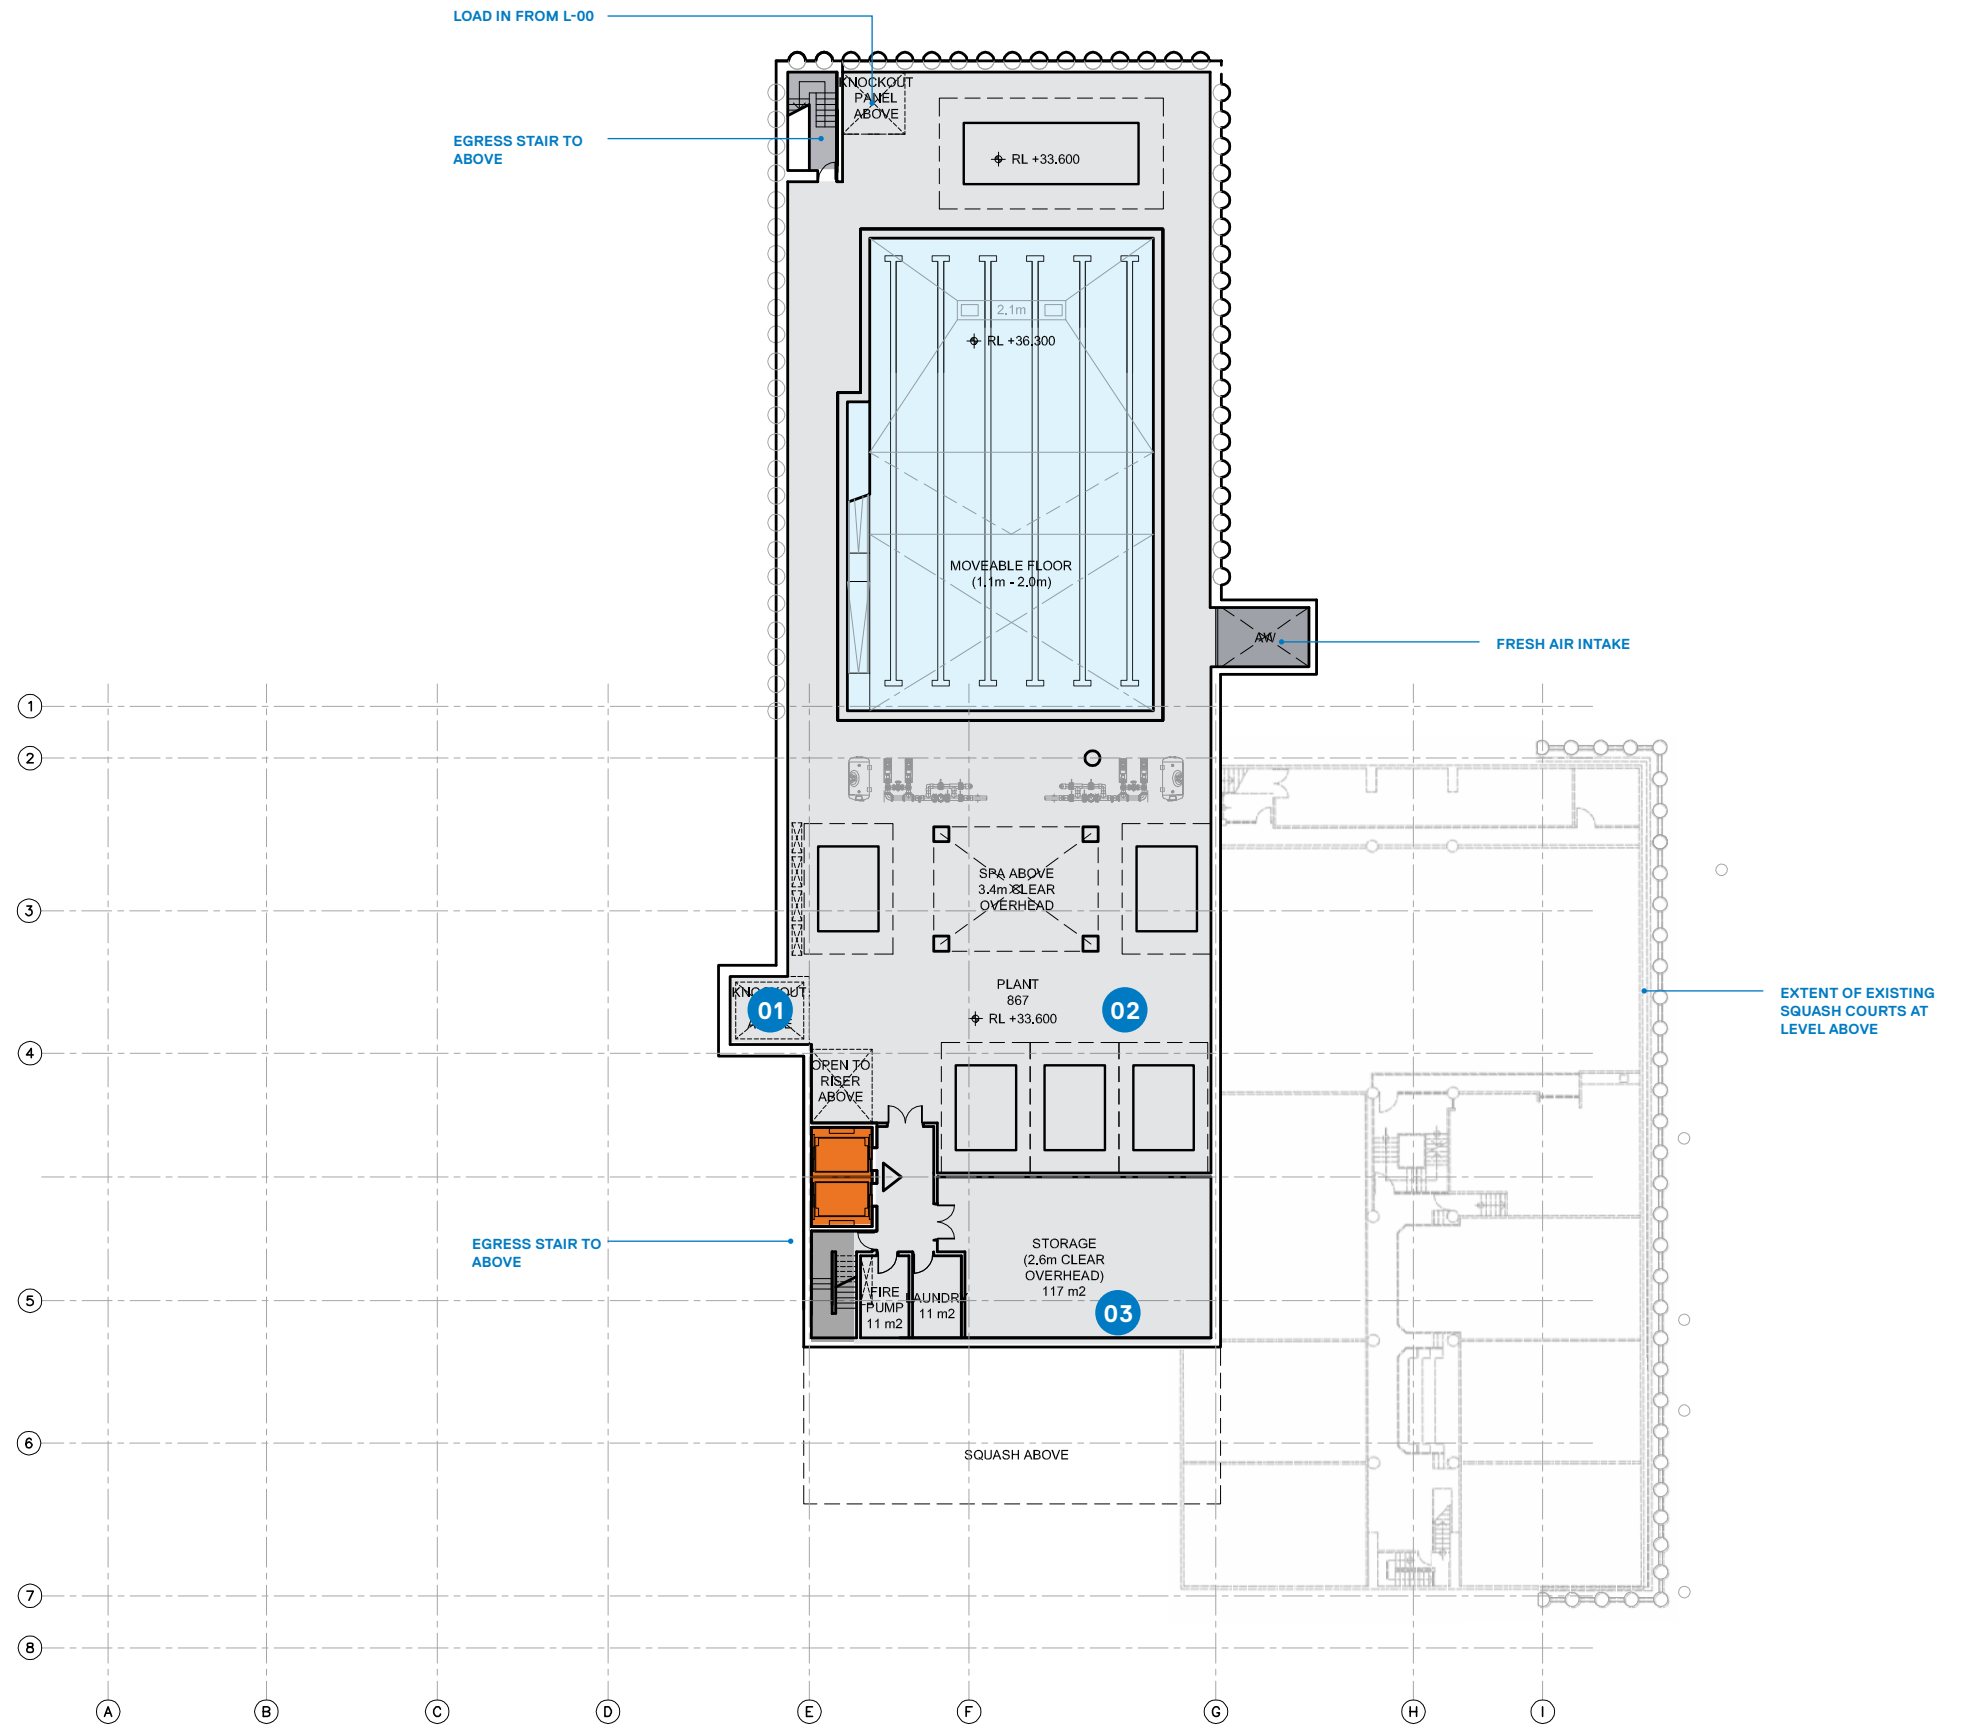 LOAD IN FROM L-00
KNOCKOUT
PANEL
ABOVE
EGRESS STAIR TO
ABOVE
RL +33.600
2.1m
RL +36.300
MOVEABLE FLOOR
(1.1m - 2.0m)
AW
FRESH AIR INTAKE
1
2
SPA ABOVE
3.4m CLEAR
OVERHEAD
3
PLANT
867
RL +33.600
01
02
EXTENT OF EXISTING
SQUASH COURTS AT
LEVEL ABOVE
4
OPEN TO
RISER
ABOVE
EGRESS STAIR TO
ABOVE
STORAGE
(2.6m CLEAR
OVERHEAD)
117 m2
03
5
FIRE
PUMP
11 m2
LAUNDRY
11 m2
6
SQUASH ABOVE
7
8
A
B
C
D
E
F
G
H
I